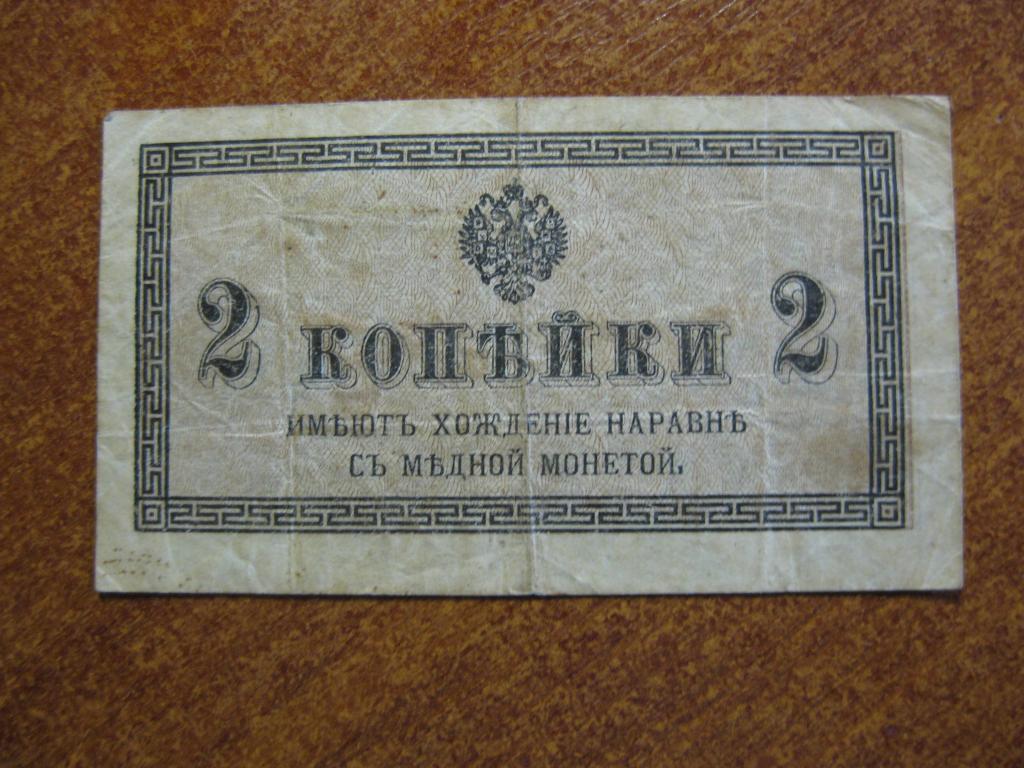 2 КОПѢЙКИ 2
ИМѢЮТЪ ХОЖДЕНІЕ НАРАВНѢ
СЪ МѢДНОЙ МОНЕТОЙ.